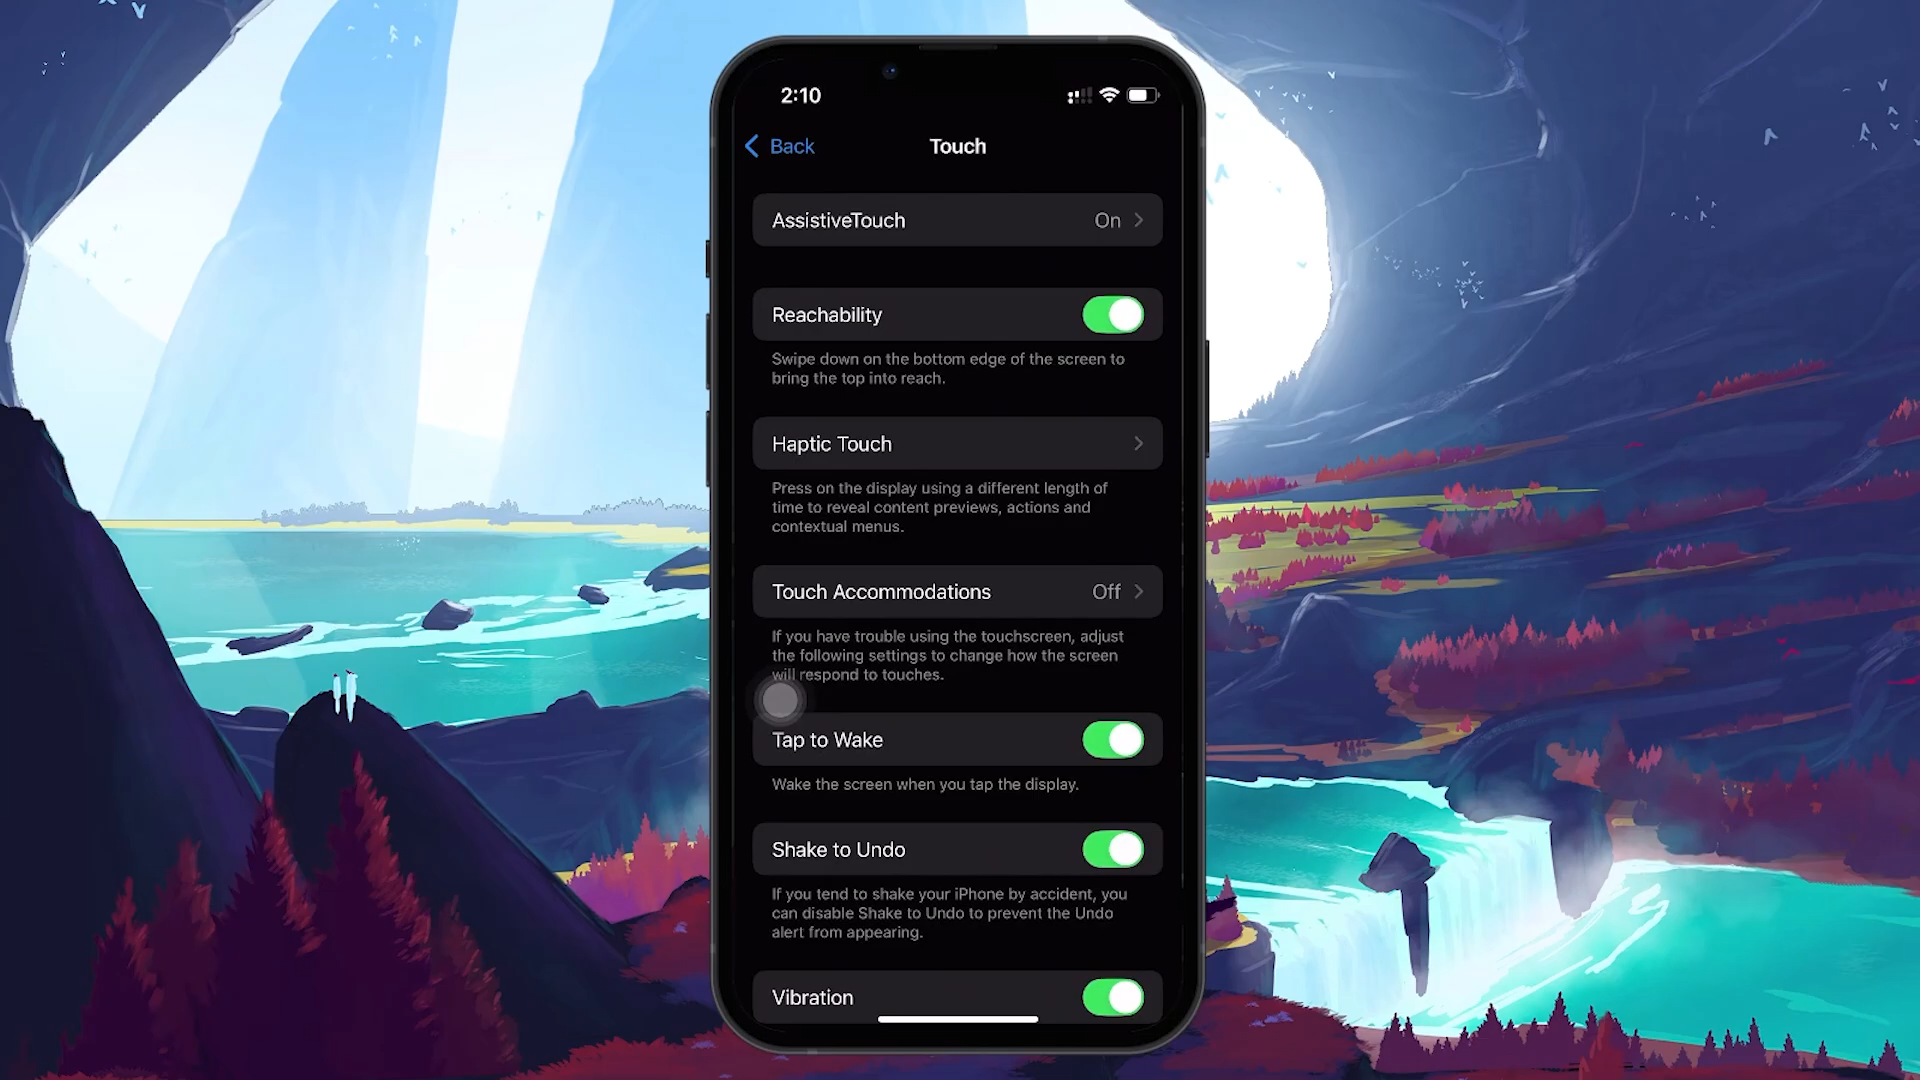 2:10
Back
Touch
AssistiveTouch On
Reachability
Swipe down on the bottom edge of the screen to
bring the top into reach.
Haptic Touch
Press on the display using a different length of
time to reveal content previews, actions and
contextual menus.
Touch Accommodations Off
If you have trouble using the touchscreen, adjust
the following settings to change how the screen
will respond to touches.
Tap to Wake
Wake the screen when you tap the display.
Shake to Undo
If you tend to shake your iPhone by accident, you
can disable Shake to Undo to prevent the Undo
alert from appearing.
Vibration